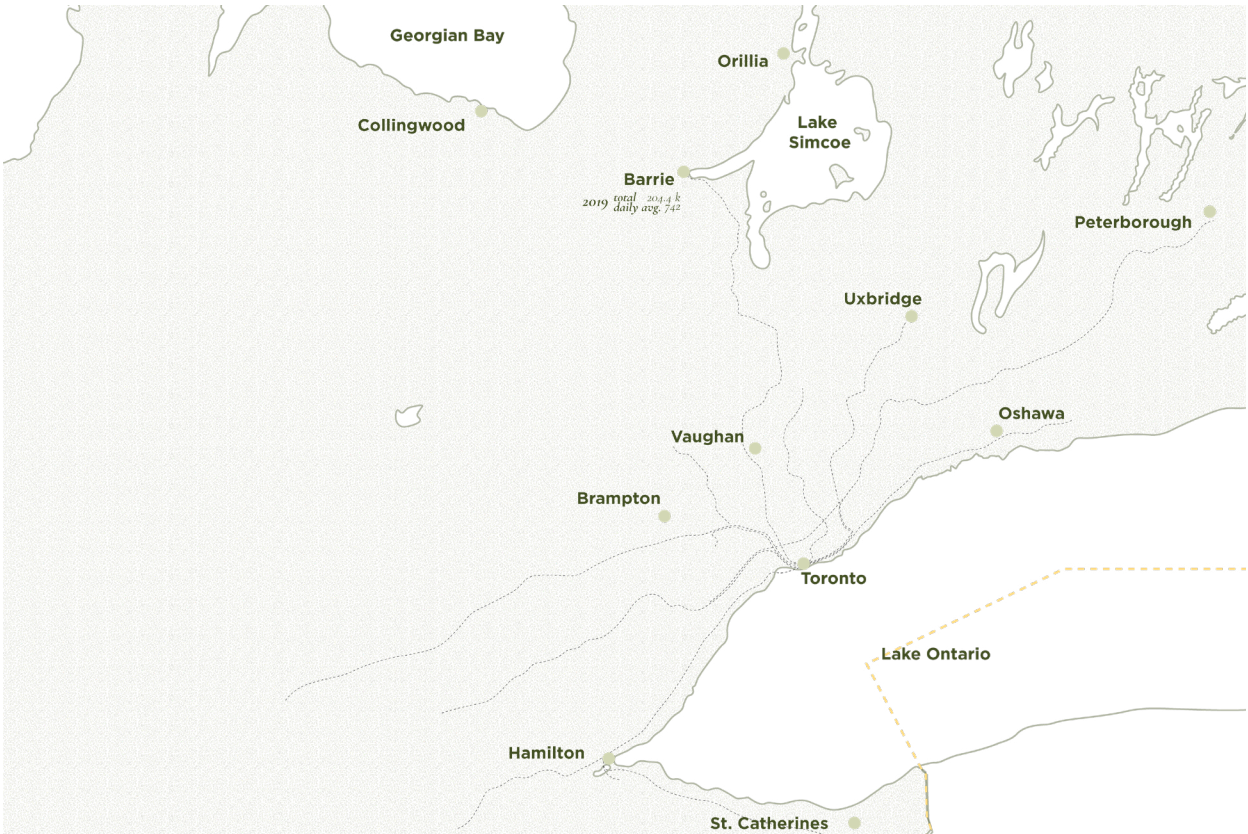 Georgian Bay
Orillia
Collingwood
Lake
Simcoe
Barrie
2019 total 204.4 k
daily avg. 742
Peterborough
Uxbridge
Oshawa
Vaughan
Brampton
Toronto
Lake Ontario
Hamilton
St. Catherines